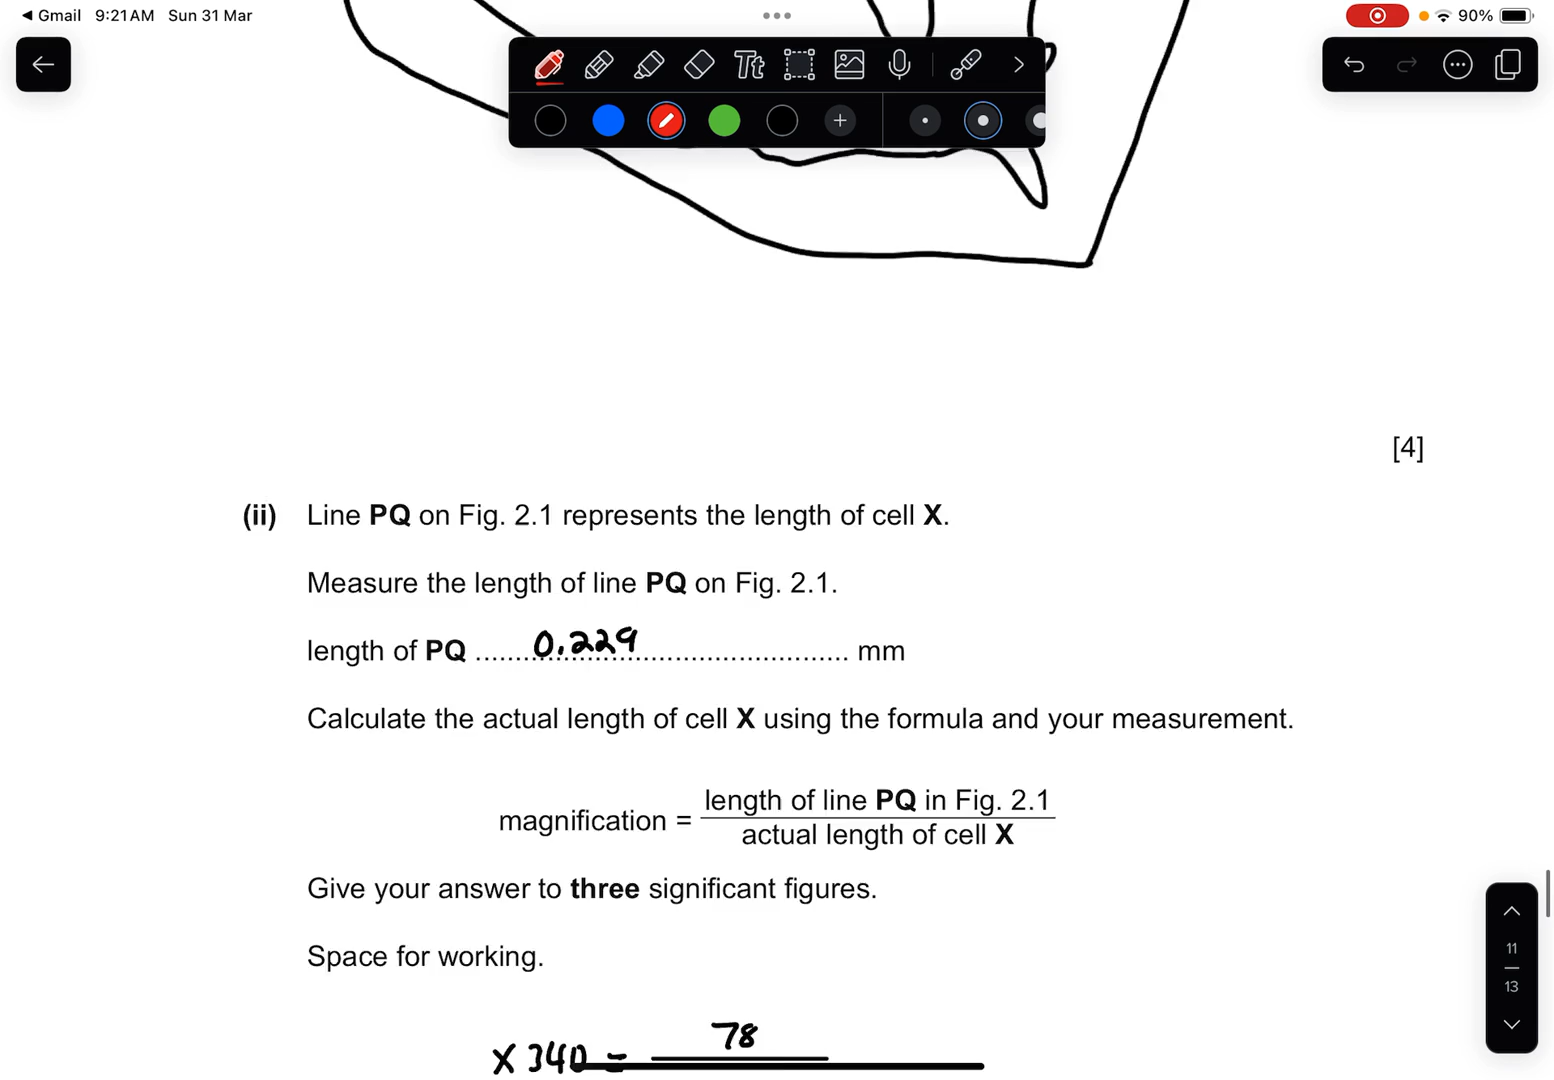 ◀ Gmail 9:21AM Sun 31 Mar
90%
Tt
[4]
(ii) Line PQ on Fig. 2.1 represents the length of cell X.
Measure the length of line PQ on Fig. 2.1.
length of PQ ......0.229...................... mm
Calculate the actual length of cell X using the formula and your measurement.
magnification = length of line PQ in Fig. 2.1
actual length of cell X
Give your answer to three significant figures.
Space for working.
11
13
x 340 = 78